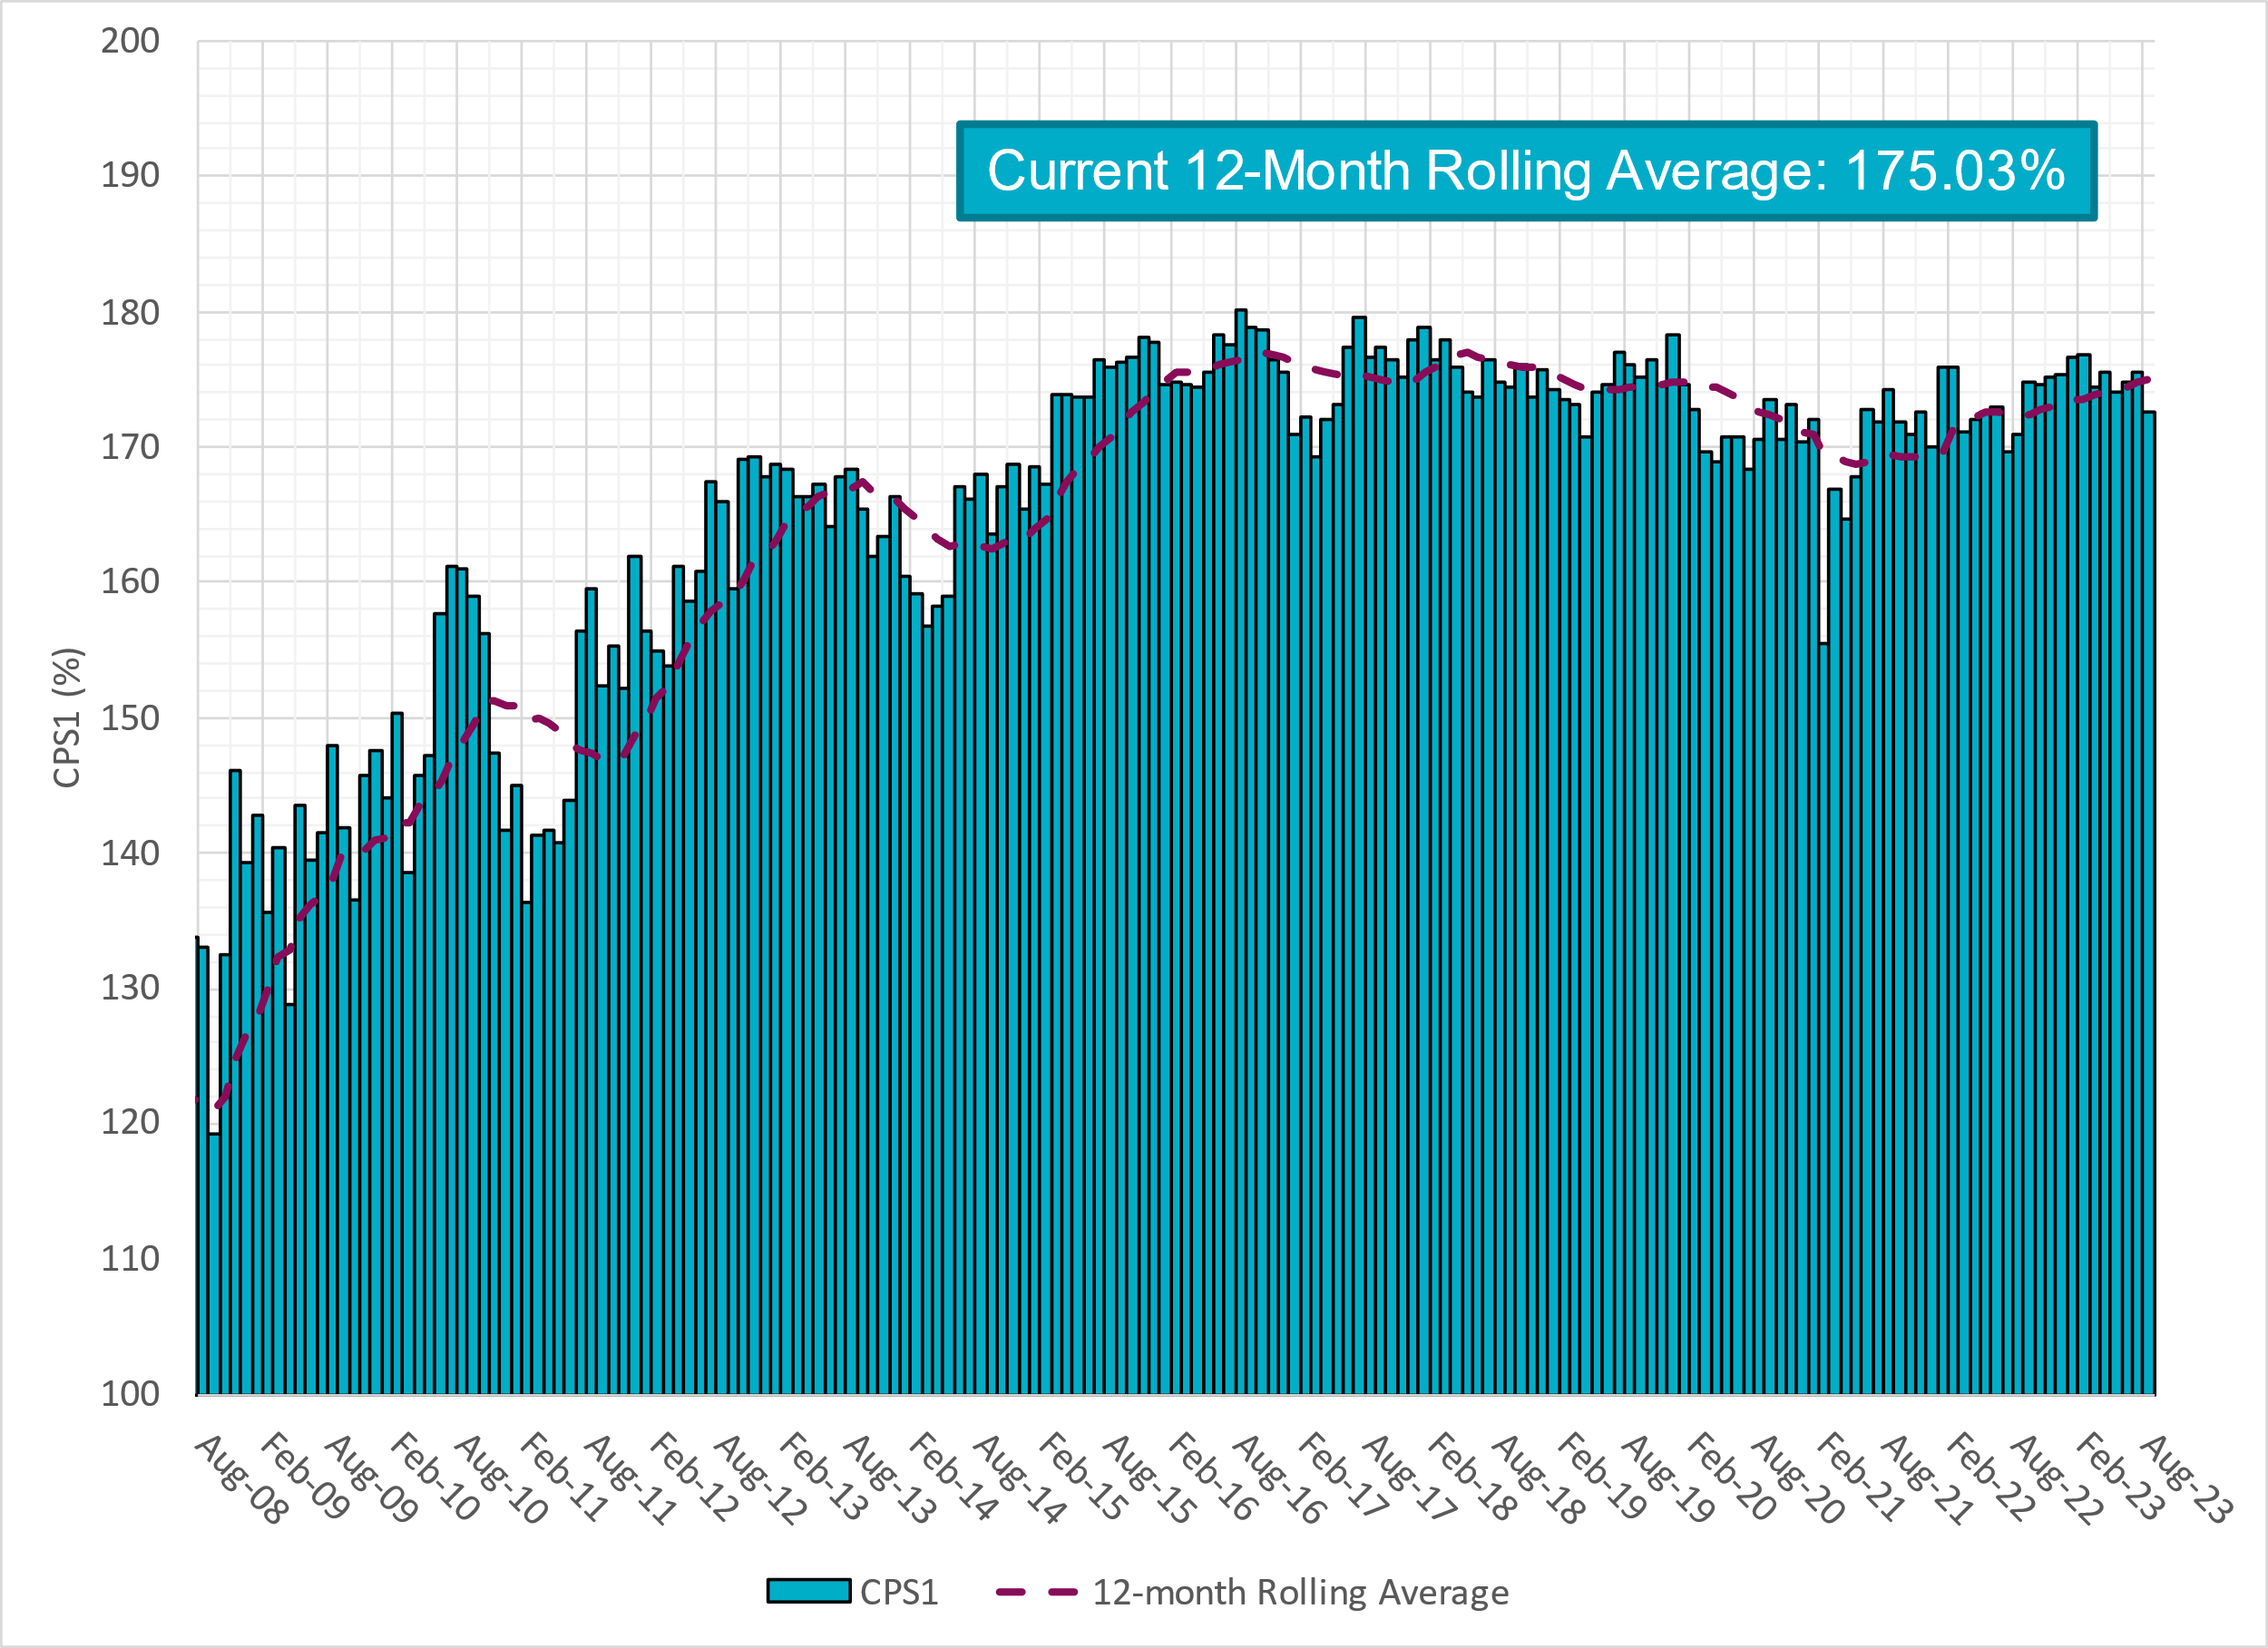 200
190
180
170
160
150
140
130
120
110
100
CPS1 (%)
Current 12-Month Rolling Average: 175.03%
Aug-08
Feb-09
Aug-09
Feb-10
Aug-10
Feb-11
Aug-11
Feb-12
Aug-12
Feb-13
Aug-13
Feb-14
Aug-14
Feb-15
Aug-15
Feb-16
Aug-16
Feb-17
Aug-17
Feb-18
Aug-18
Feb-19
Aug-19
Feb-20
Aug-20
Feb-21
Aug-21
Feb-22
Aug-22
Feb-23
Aug-23
CPS1
12-month Rolling Average